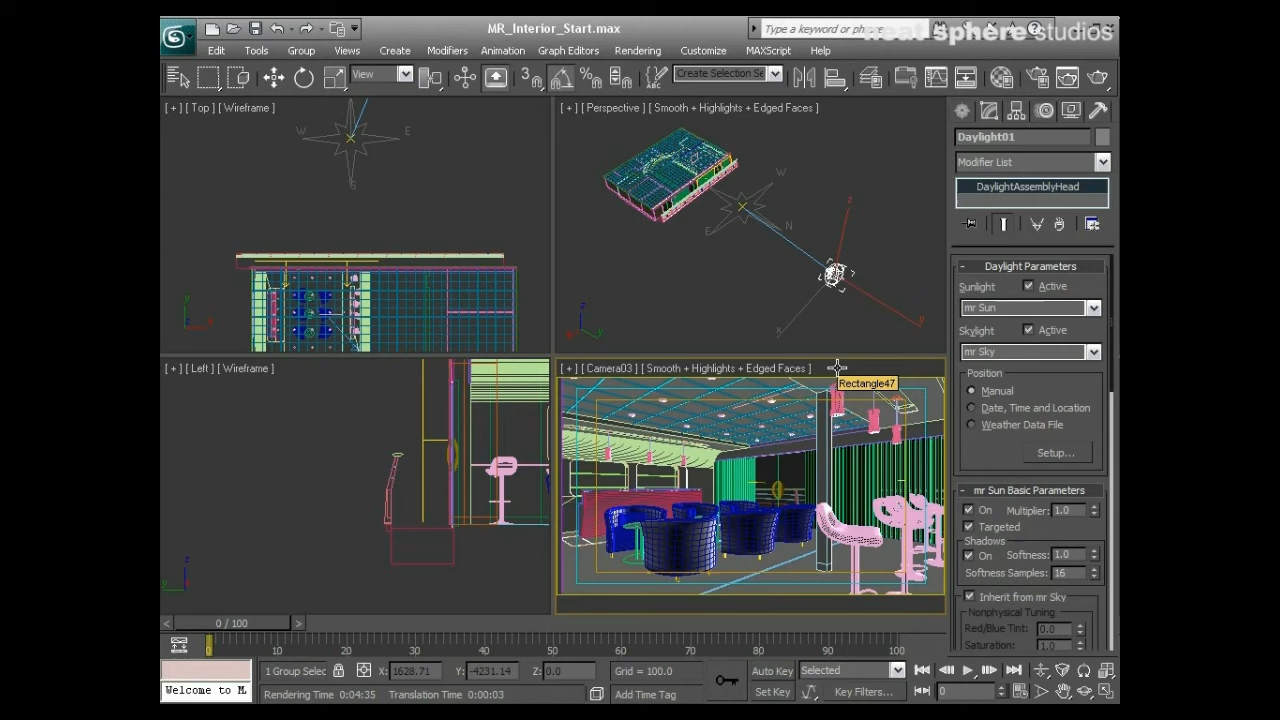 MR_Interior_Start.max
Type a keyword or phrase
neat sphere studios
Edit Tools Group Views Create Modifiers Animation Graph Editors Rendering Customize MAXScript Help
View
3
%
ABC
Create Selection Se
[ + ] [ Top ] [ Wireframe ]
W
E
S
[ + ] [ Perspective ] [ Smooth + Highlights + Edged Faces ]
W
N
E
z
x
y
z
y
Daylight01
Modifier List
DaylightAssemblyHead
- Daylight Parameters
Sunlight Active
mr Sun
Skylight Active
mr Sky
Position
Manual
Date, Time and Location
Weather Data File
Setup...
- mr Sun Basic Parameters
On Multiplier: 1.0
Targeted
Shadows
On Softness: 1.0
Softness Samples: 16
Inherit from mr Sky
Nonphysical Tuning
Red/Blue Tint: 0.0
Saturation: 1.0
[ + ] [ Left ] [ Wireframe ]
z
y
[ + ] [ Camera03 ] [ Smooth + Highlights + Edged Faces ]
Rectangle47
< 0 / 100 >
0 10 20 30 40 50 60 70 80 90 100
1 Group Selec X: 1628.71 Y: -4231.14 Z: 0.0 Grid = 100.0 Auto Key Selected
Welcome to M. Rendering Time 0:04:35 Translation Time 0:00:03 Add Time Tag Set Key Key Filters... 0